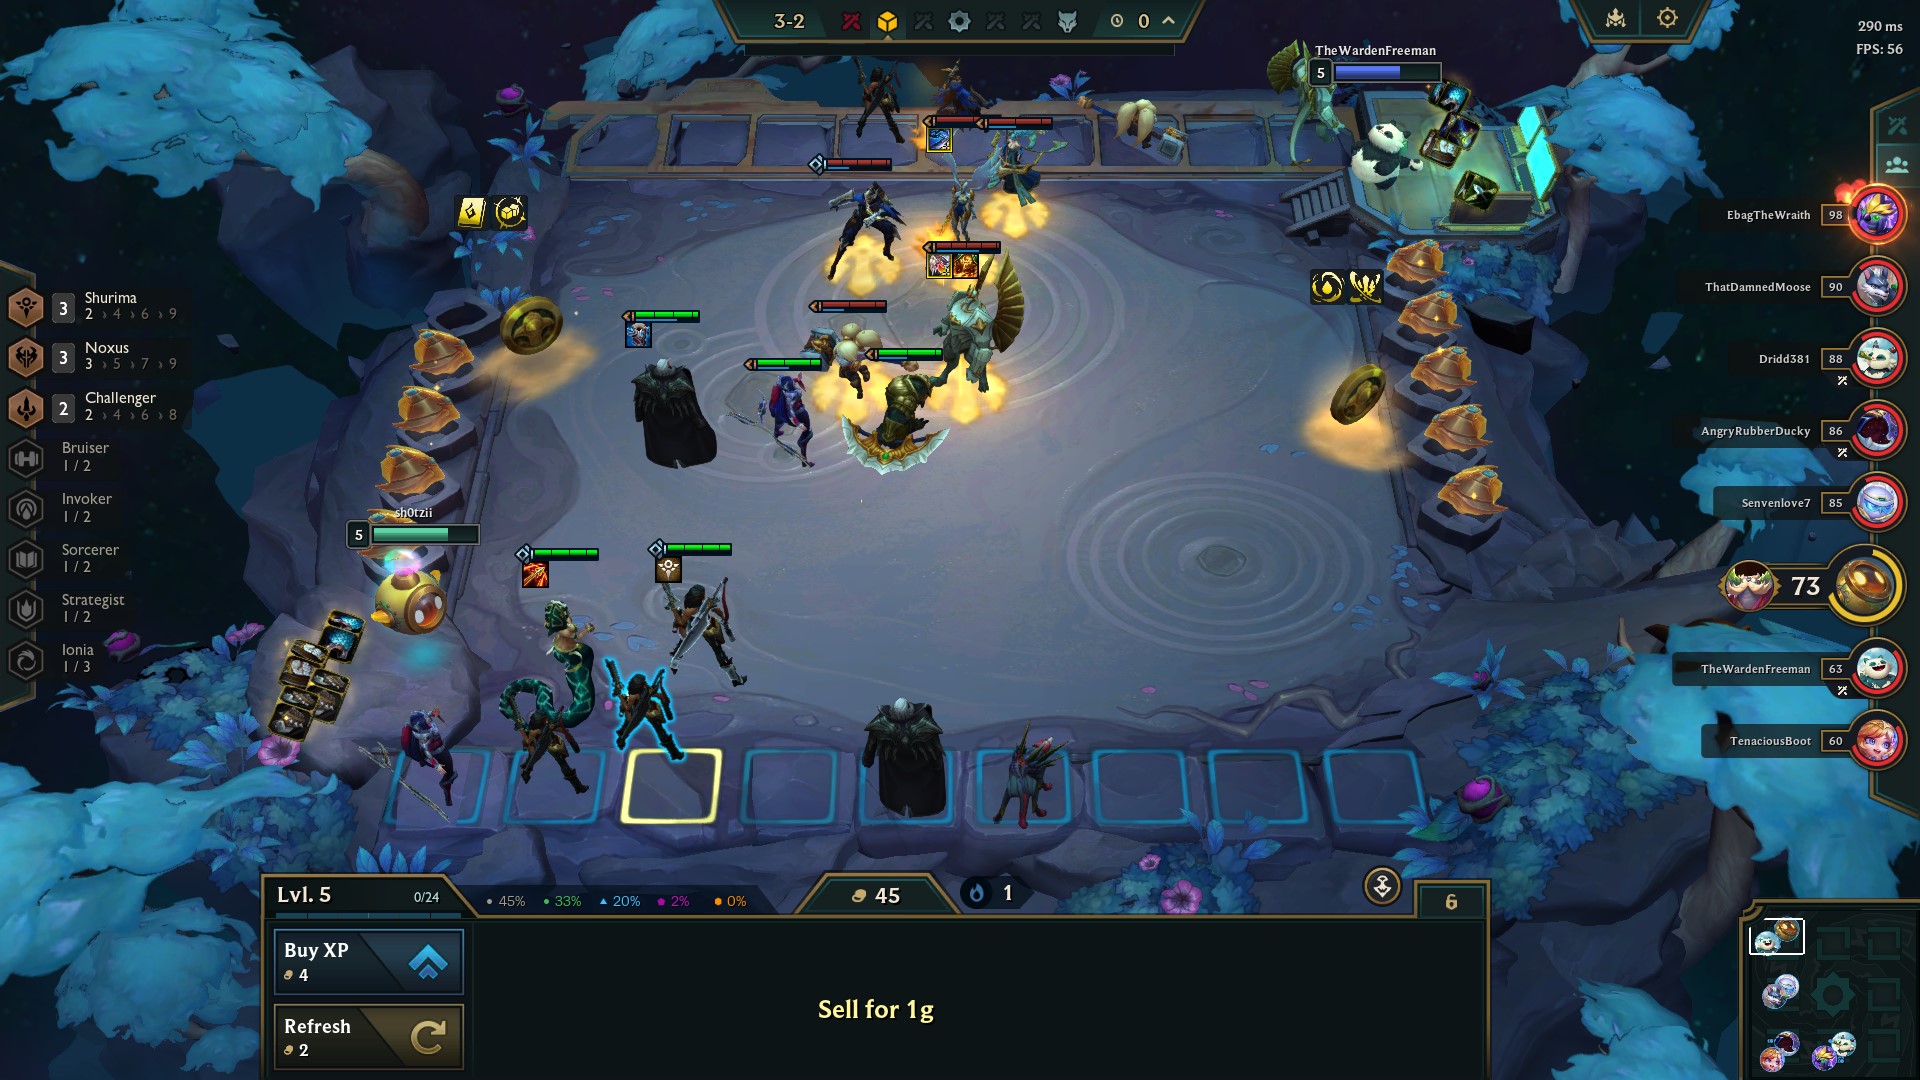 3-2
0
290 ms
FPS: 56
TheWardenFreeman
5
EbagTheWraith 98
ThatDamnedMoose 90
Dridd381 88
AngryRubberDucky 86
Senvenlove7 85
73
TheWardenFreeman 63
TenaciousBoot 60
3 Shurima
2 › 4 › 6 › 9
3 Noxus
3 › 5 › 7 › 9
2 Challenger
2 › 4 › 6 › 8
Bruiser
1 / 2
Invoker
1 / 2
Sorcerer
1 / 2
Strategist
1 / 2
Ionia
1 / 3
sh0tzii
5
Lvl. 5 0/24
45% 33% 20% 2% 0%
45
1
6
Buy XP
4
Refresh
2
Sell for 1g